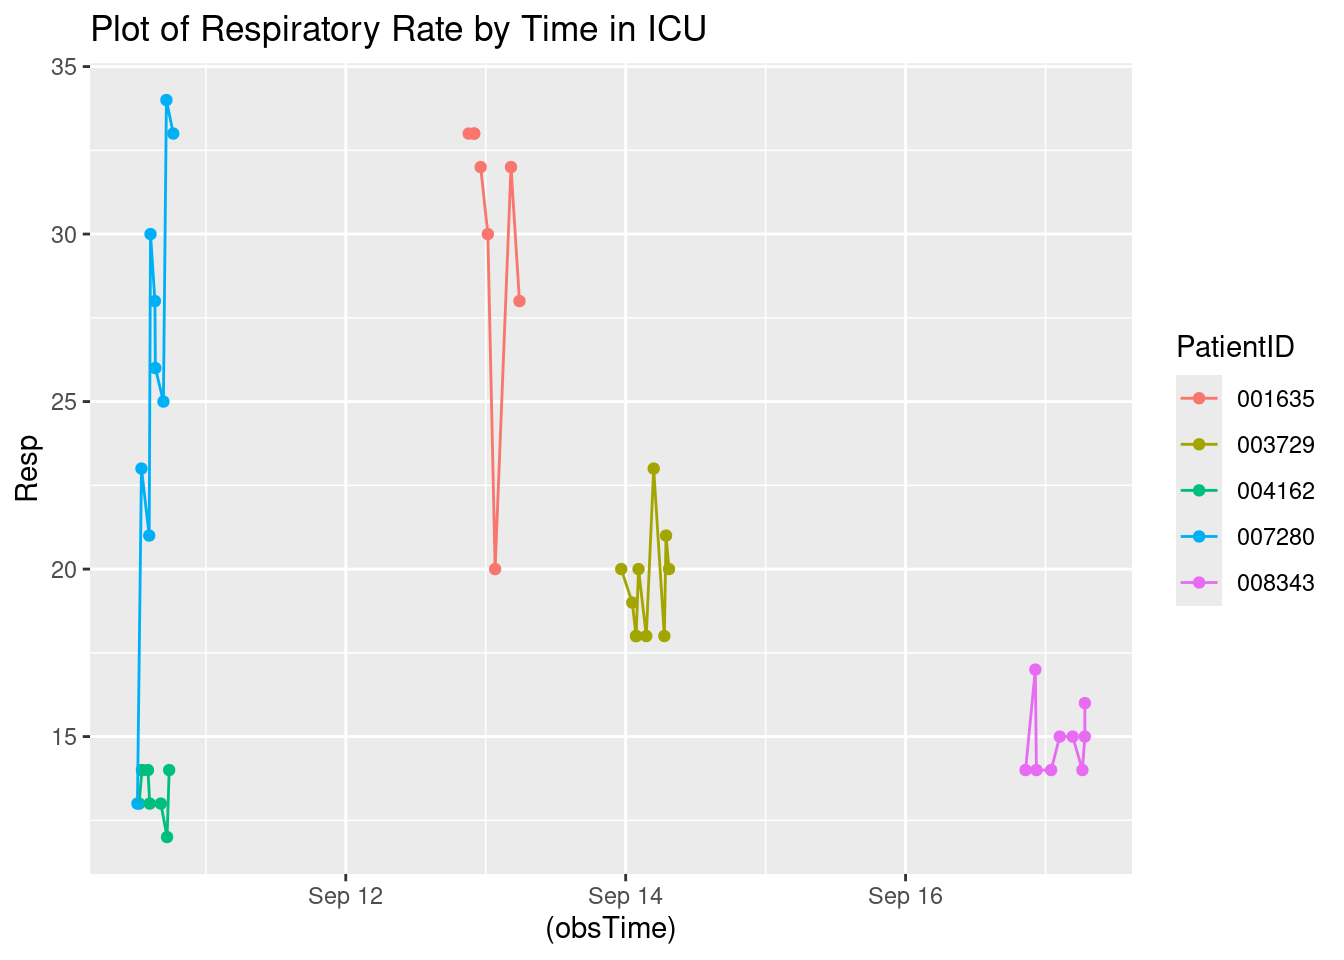 Plot of Respiratory Rate by Time in ICU
35
30
25
20
15
Resp
Sep 12
Sep 14
Sep 16
(obsTime)
PatientID
001635
003729
004162
007280
008343